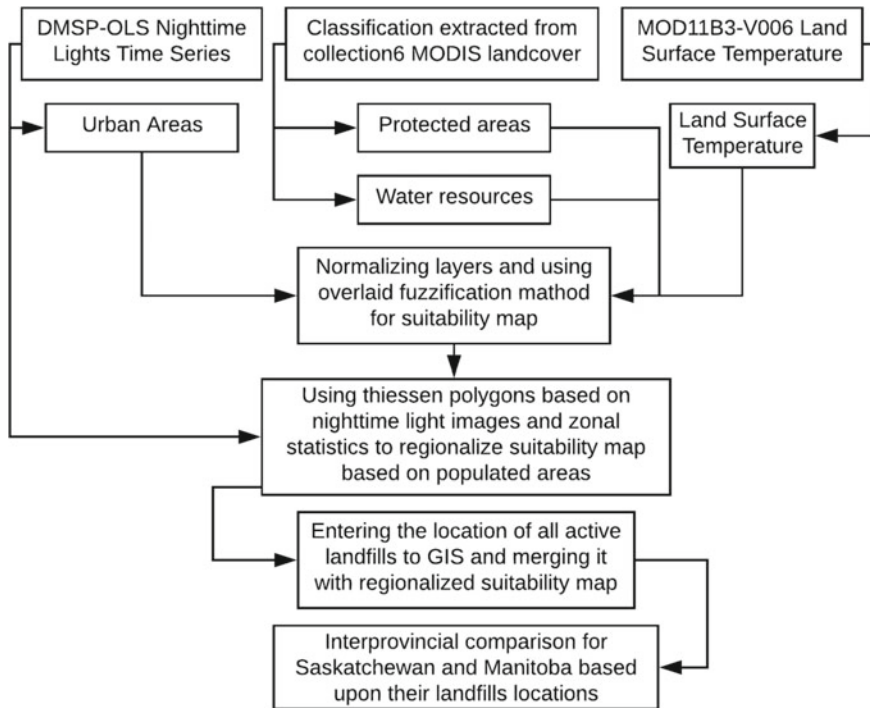 DMSP-OLS Nighttime
Lights Time Series
Classification extracted from
collection6 MODIS landcover
MOD11B3-V006 Land
Surface Temperature
Urban Areas
Protected areas
Land Surface
Temperature
Water resources
Normalizing layers and using
overlaid fuzzification mathod
for suitability map
Using thiessen polygons based on
nighttime light images and zonal
statistics to regionalize suitability map
based on populated areas
Entering the location of all active
landfills to GIS and merging it
with regionalized suitability map
Interprovincial comparison for
Saskatchewan and Manitoba based
upon their landfills locations